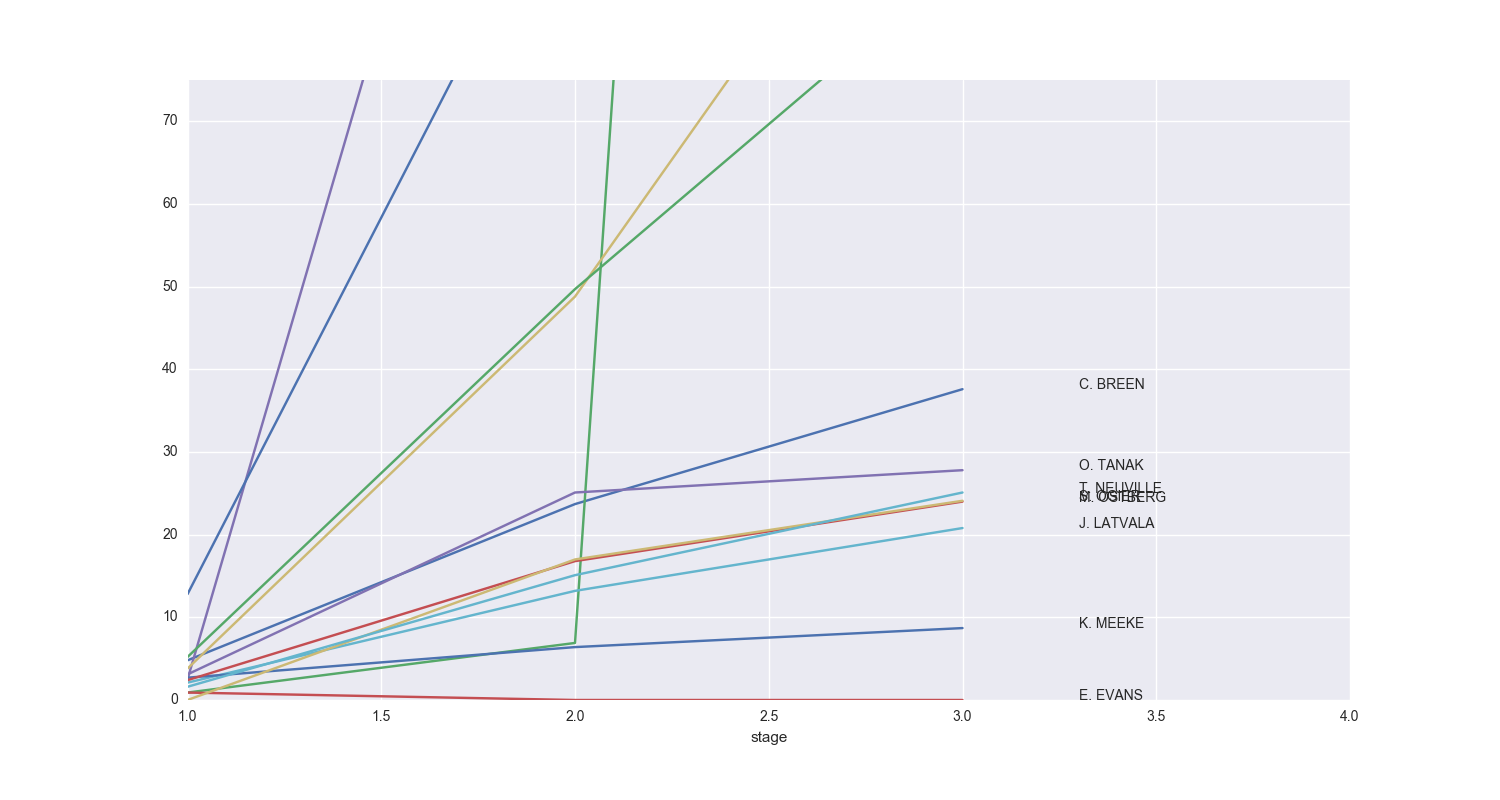 70
60
50
40
30
20
10
0
C. BREEN
O. TANAK
T. NEUVILLE
J. LATVALA
K. MEEKE
E. EVANS
1.0 1.5 2.0 2.5 3.0 3.5 4.0
stage